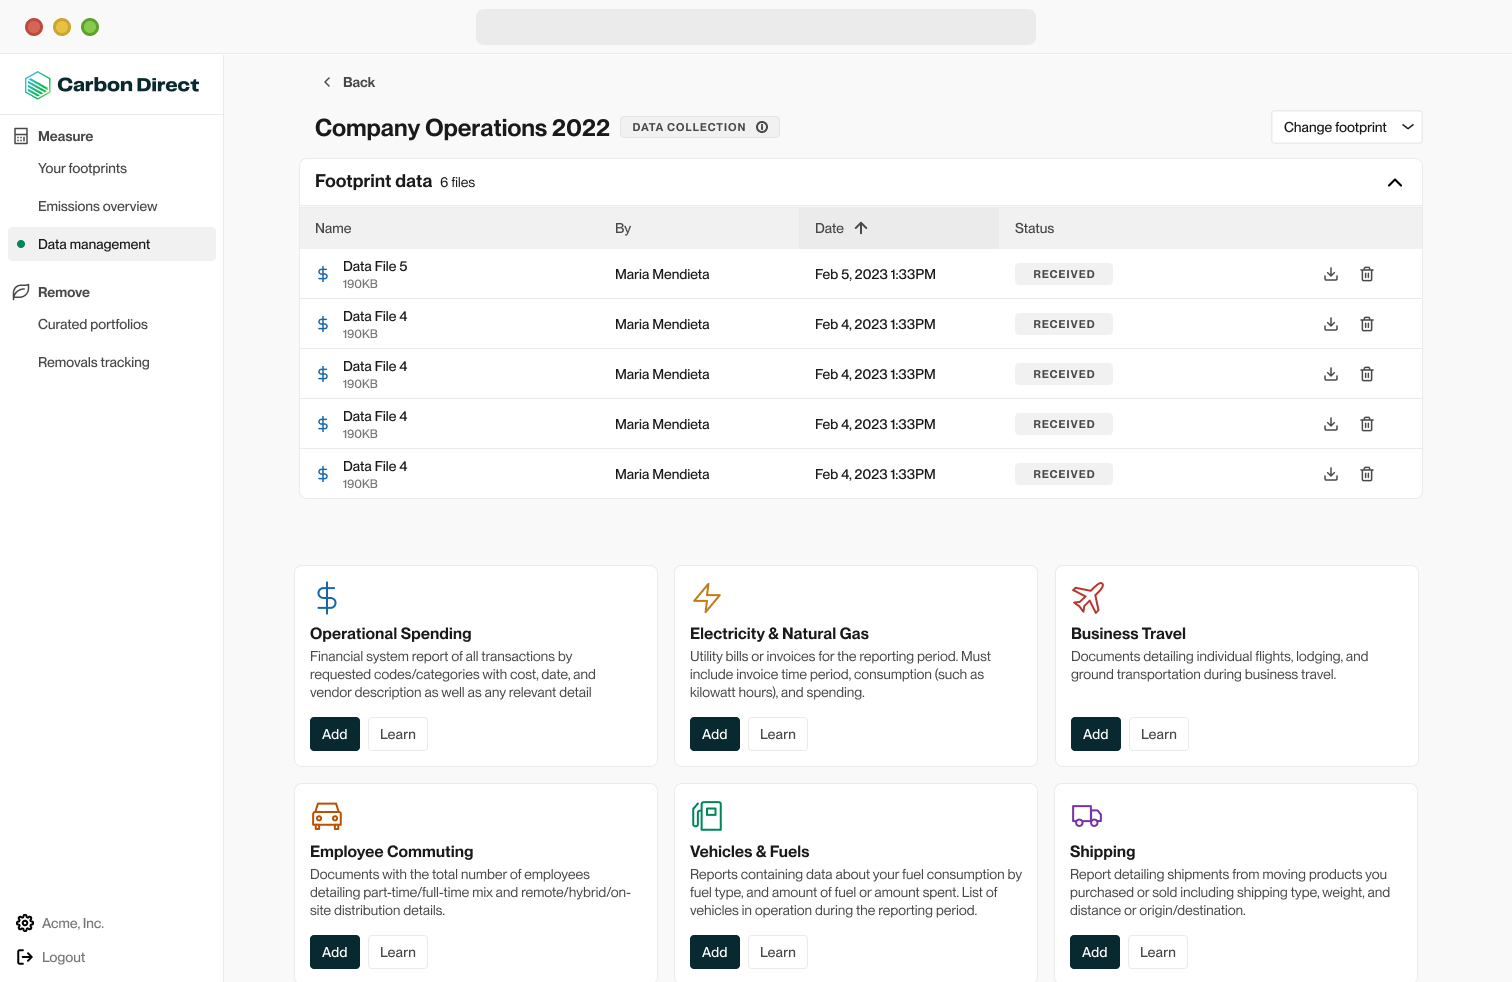 Carbon Direct
Measure
Your footprints
Emissions overview
Data management
Remove
Curated portfolios
Removals tracking
Acme, Inc.
Logout
Back
Company Operations 2022
DATA COLLECTION
Change footprint
Footprint data 6 files
Name By Date Status
Data File 5
190KB
Maria Mendieta
Feb 5, 2023 1:33PM
RECEIVED
Data File 4
190KB
Maria Mendieta
Feb 4, 2023 1:33PM
RECEIVED
Data File 4
190KB
Maria Mendieta
Feb 4, 2023 1:33PM
RECEIVED
Data File 4
190KB
Maria Mendieta
Feb 4, 2023 1:33PM
RECEIVED
Data File 4
190KB
Maria Mendieta
Feb 4, 2023 1:33PM
RECEIVED
Operational Spending
Financial system report of all transactions by
requested codes/categories with cost, date, and
vendor description as well as any relevant detail
Add Learn
Electricity & Natural Gas
Utility bills or invoices for the reporting period. Must
include invoice time period, consumption (such as
kilowatt hours), and spending.
Add Learn
Business Travel
Documents detailing individual flights, lodging, and
ground transportation during business travel.
Add Learn
Employee Commuting
Documents with the total number of employees
detailing part-time/full-time mix and remote/hybrid/on-
site distribution details.
Add Learn
Vehicles & Fuels
Reports containing data about your fuel consumption by
fuel type, and amount of fuel or amount spent. List of
vehicles in operation during the reporting period.
Add Learn
Shipping
Report detailing shipments from moving products you
purchased or sold including shipping type, weight, and
distance or origin/destination.
Add Learn